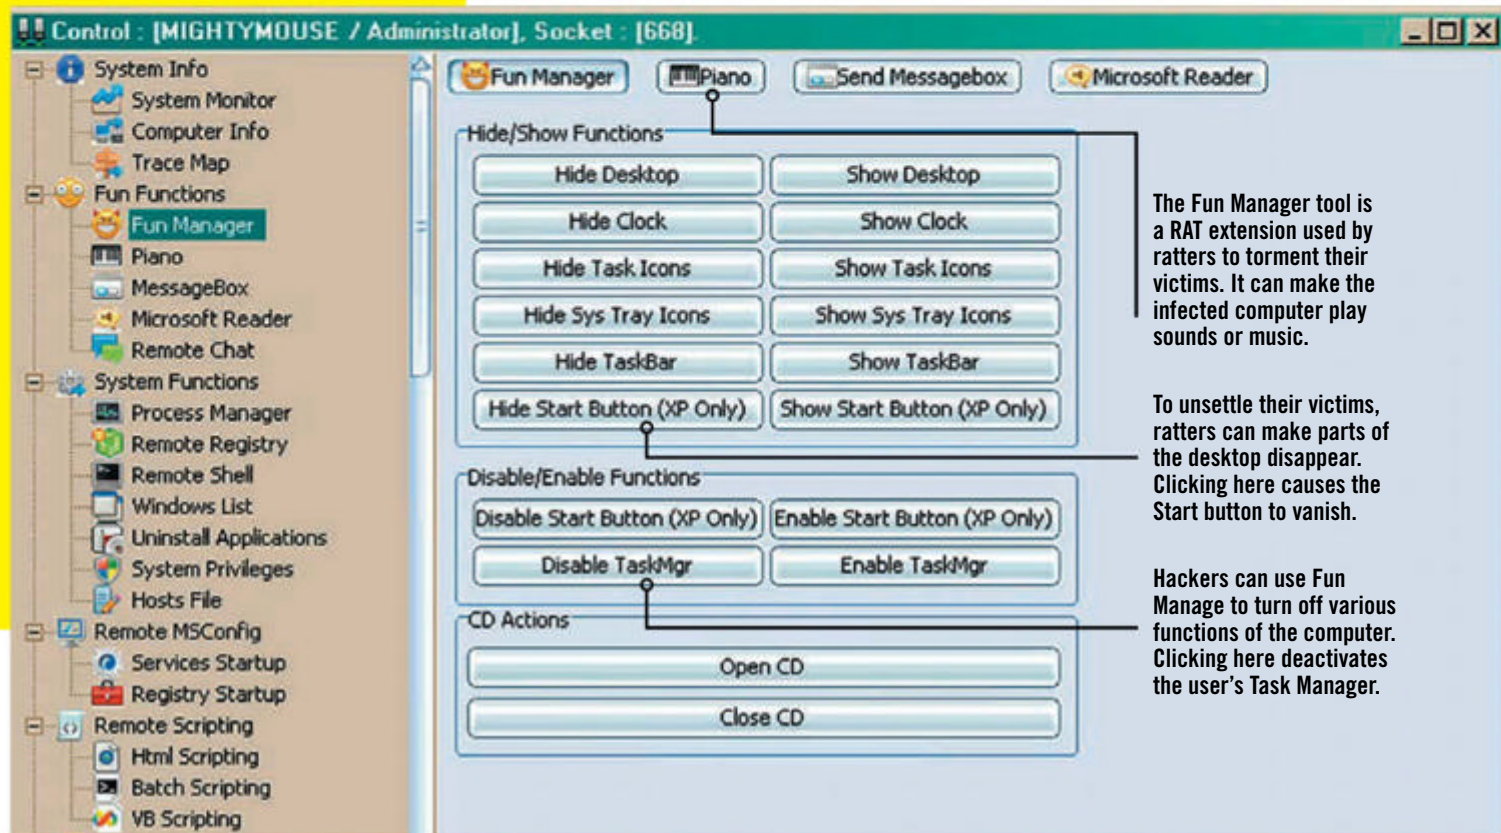 Control : [MIGHTYMOUSE / Administrator], Socket : [668].
System Info
System Monitor
Computer Info
Trace Map
Fun Functions
Fun Manager
Piano
MessageBox
Microsoft Reader
Remote Chat
System Functions
Process Manager
Remote Registry
Remote Shell
Windows List
Uninstall Applications
System Privileges
Hosts File
Remote MSConfig
Services Startup
Registry Startup
Remote Scripting
Html Scripting
Batch Scripting
VB Scripting
Fun Manager
Piano
Send Messagebox
Microsoft Reader
Hide/Show Functions
Hide Desktop
Show Desktop
Hide Clock
Show Clock
Hide Task Icons
Show Task Icons
Hide Sys Tray Icons
Show Sys Tray Icons
Hide TaskBar
Show TaskBar
Hide Start Button (XP Only)
Show Start Button (XP Only)
Disable/Enable Functions
Disable Start Button (XP Only)
Enable Start Button (XP Only)
Disable TaskMgr
Enable TaskMgr
CD Actions
Open CD
Close CD
The Fun Manager tool is
a RAT extension used by
ratters to torment their
victims. It can make the
infected computer play
sounds or music.
To unsettle their victims,
ratters can make parts of
the desktop disappear.
Clicking here causes the
Start button to vanish.
Hackers can use Fun
Manage to turn off various
functions of the computer.
Clicking here deactivates
the user's Task Manager.